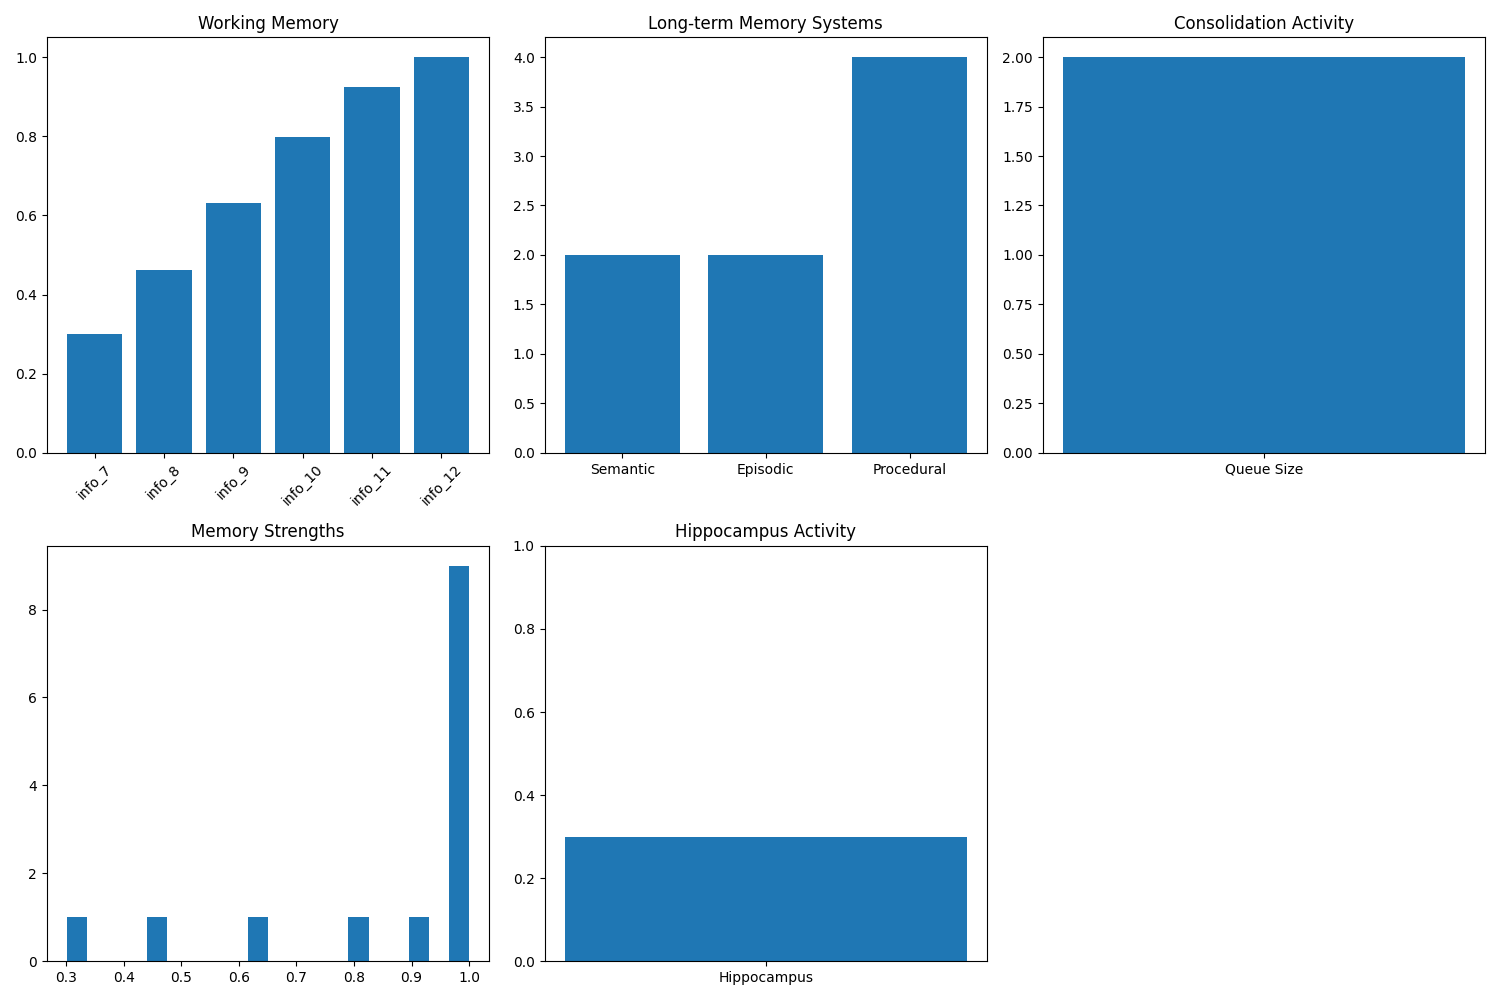 Working Memory
1.0
0.8
0.6
0.4
0.2
0.0
info_7
info_8
info_9
info_10
info_11
info_12
Long-term Memory Systems
4.0
3.5
3.0
2.5
2.0
1.5
1.0
0.5
0.0
Semantic
Episodic
Procedural
Consolidation Activity
2.00
1.75
1.50
1.25
1.00
0.75
0.50
0.25
0.00
Queue Size
Memory Strengths
8
6
4
2
0
0.3 0.4 0.5 0.6 0.7 0.8 0.9 1.0
Hippocampus Activity
1.0
0.8
0.6
0.4
0.2
0.0
Hippocampus